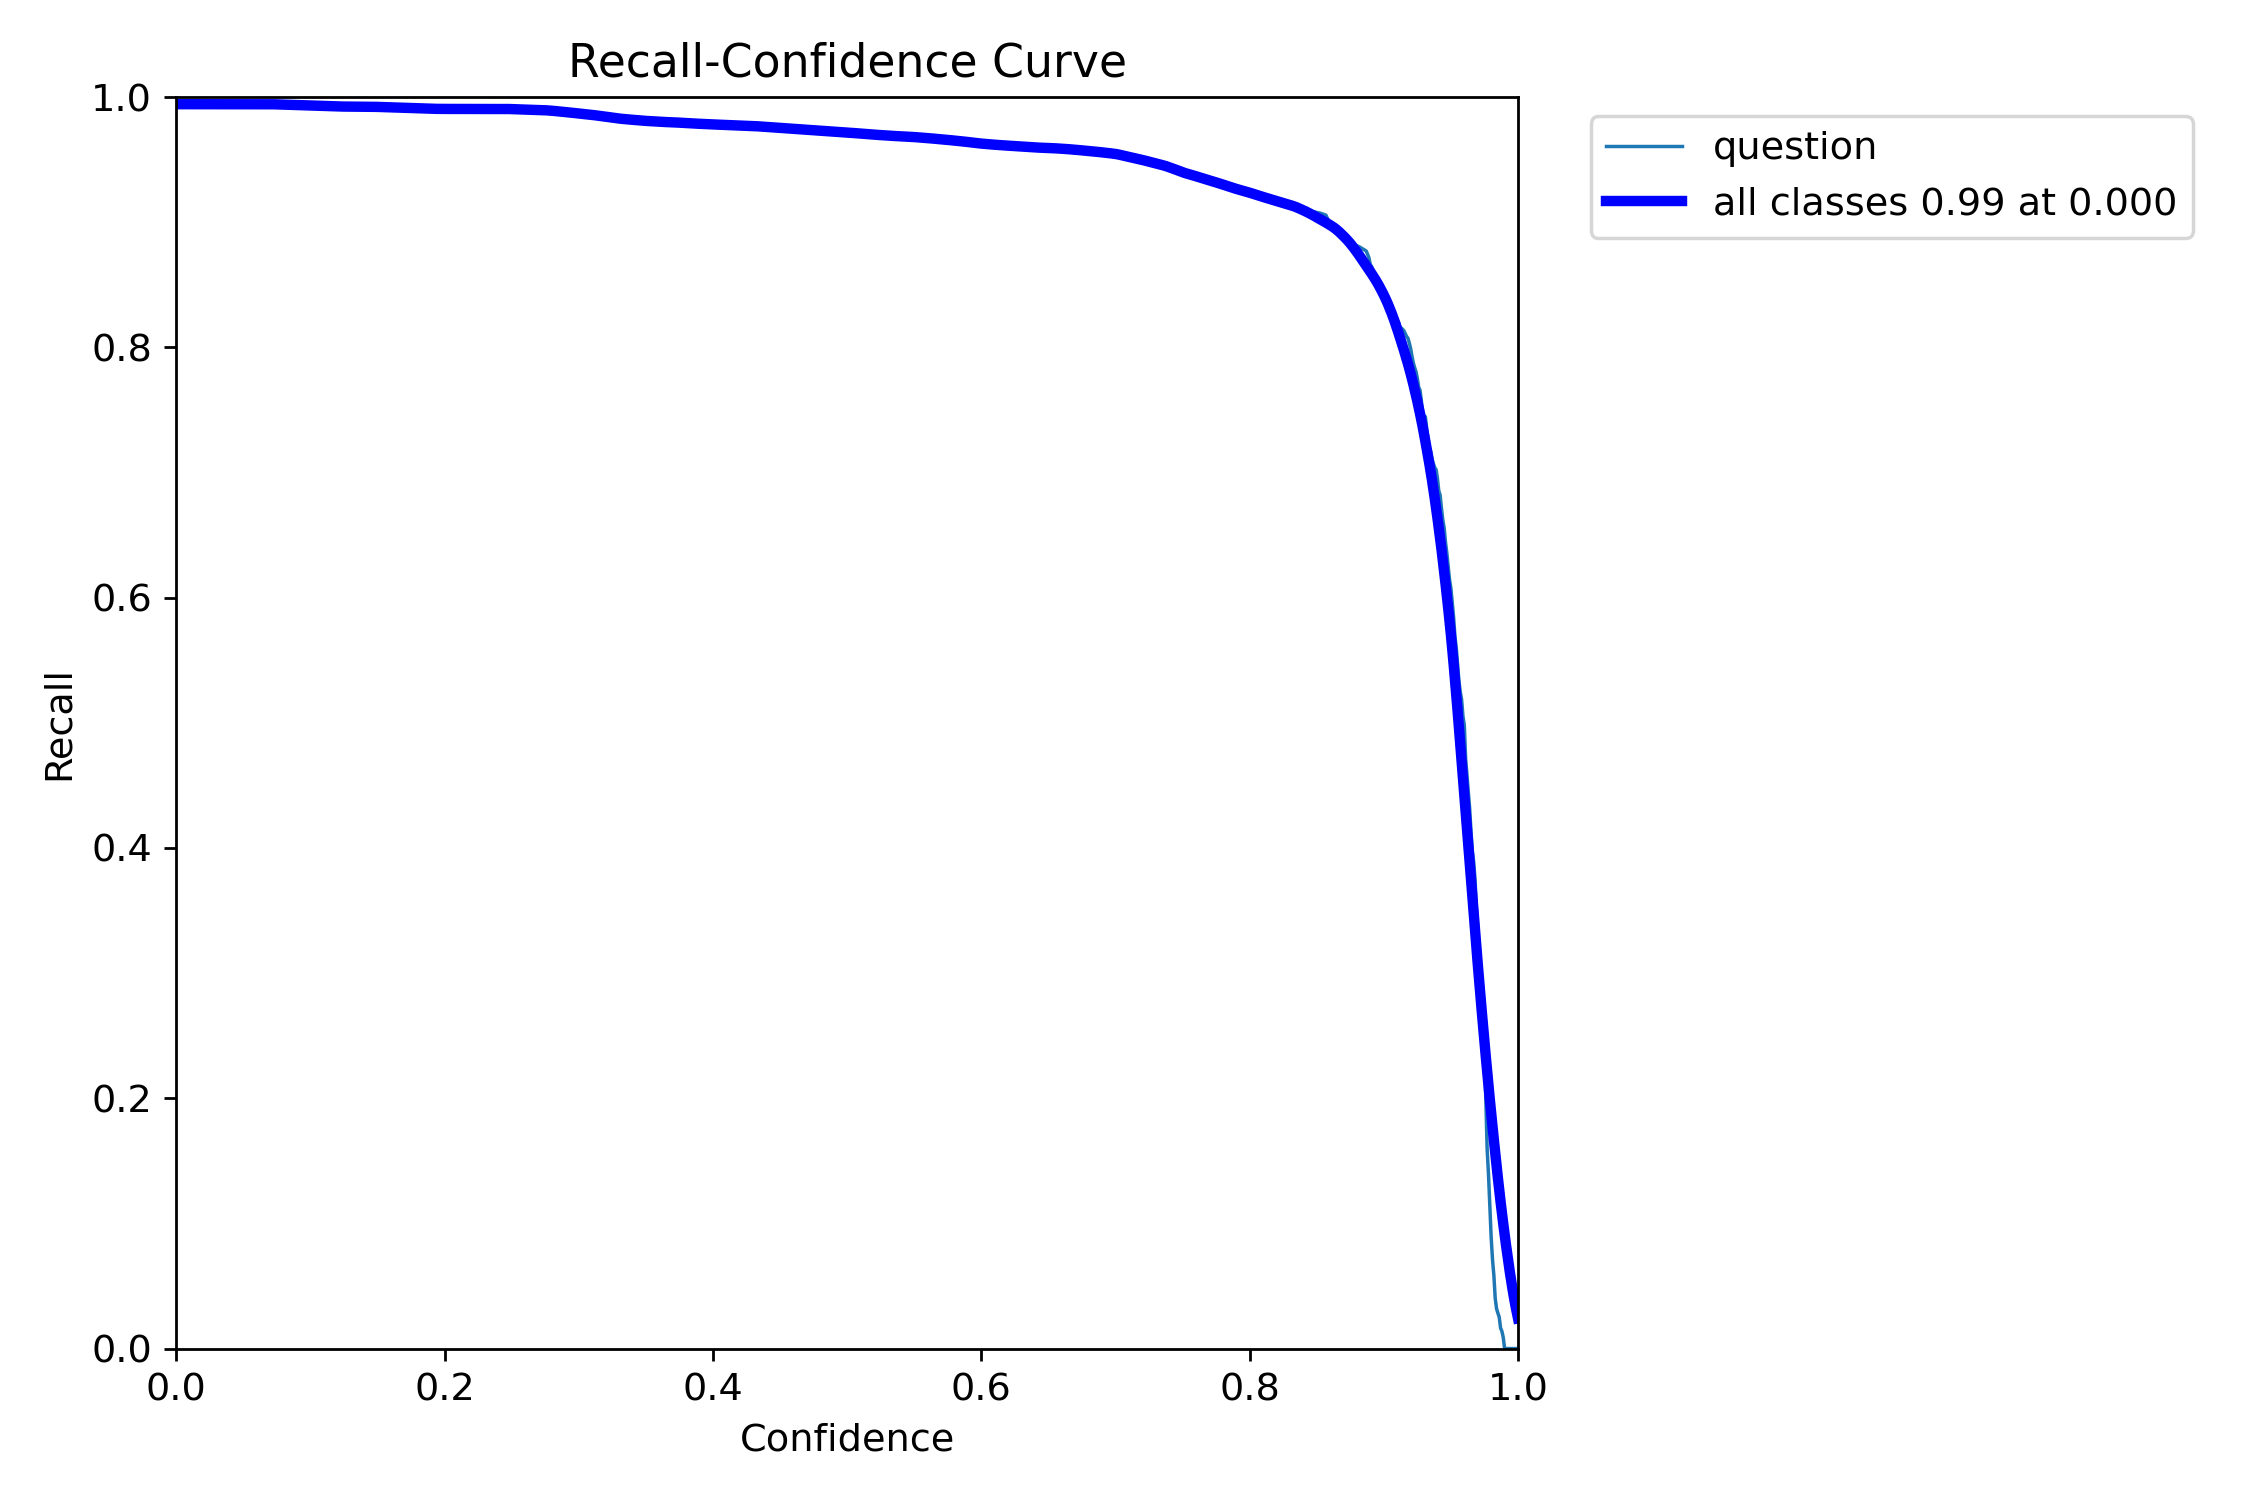 Recall-Confidence Curve
1.0
0.8
0.6
0.4
0.2
0.0
Recall
0.0 0.2 0.4 0.6 0.8 1.0
Confidence
question
all classes 0.99 at 0.000